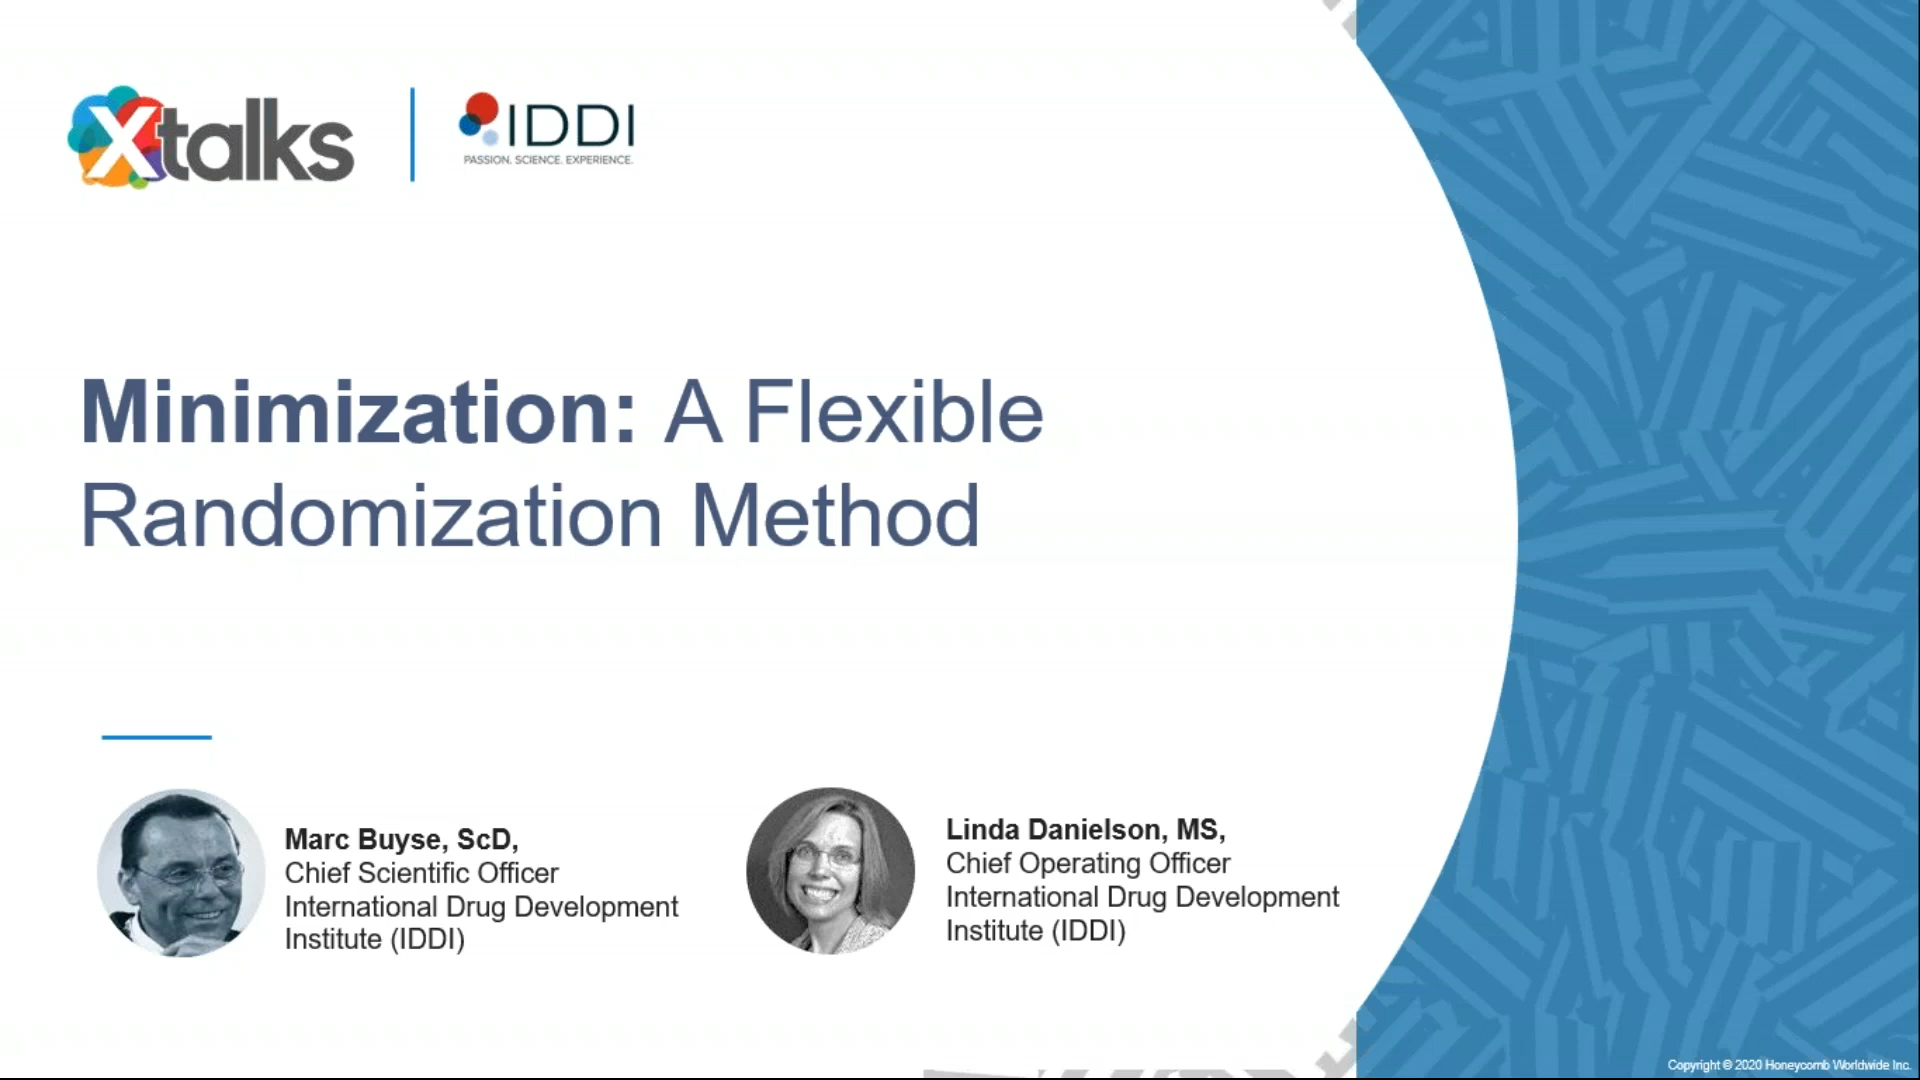 Xtalks
IDDI
PASSION. SCIENCE. EXPERIENCE.
Minimization: A Flexible
Randomization Method
Marc Buyse, ScD,
Chief Scientific Officer
International Drug Development
Institute (IDDI)
Linda Danielson, MS,
Chief Operating Officer
International Drug Development
Institute (IDDI)
Copyright © 2020 Honeycomb Worldwide Inc.